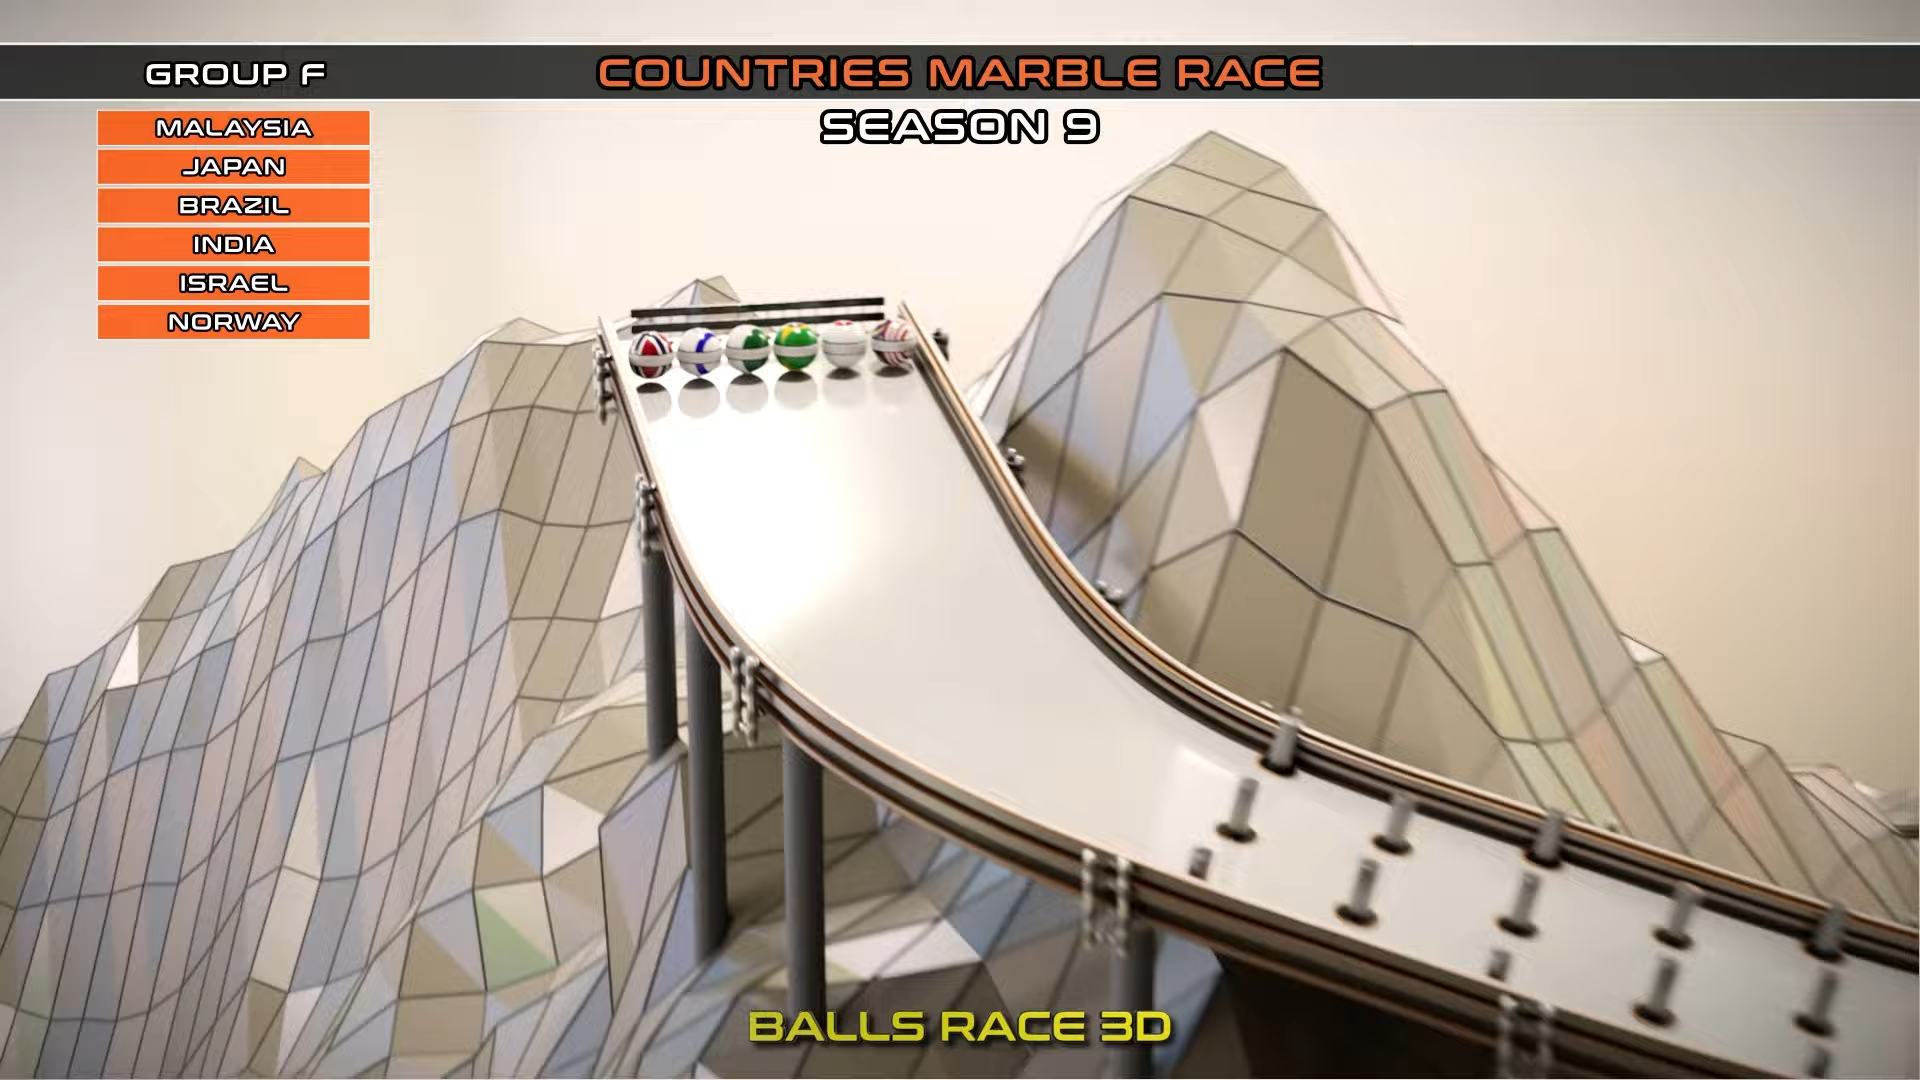 GROUP F
COUNTRIES MARBLE RACE
SEASON 9
MALAYSIA
JAPAN
BRAZIL
INDIA
ISRAEL
NORWAY
BALLS RACE 3D